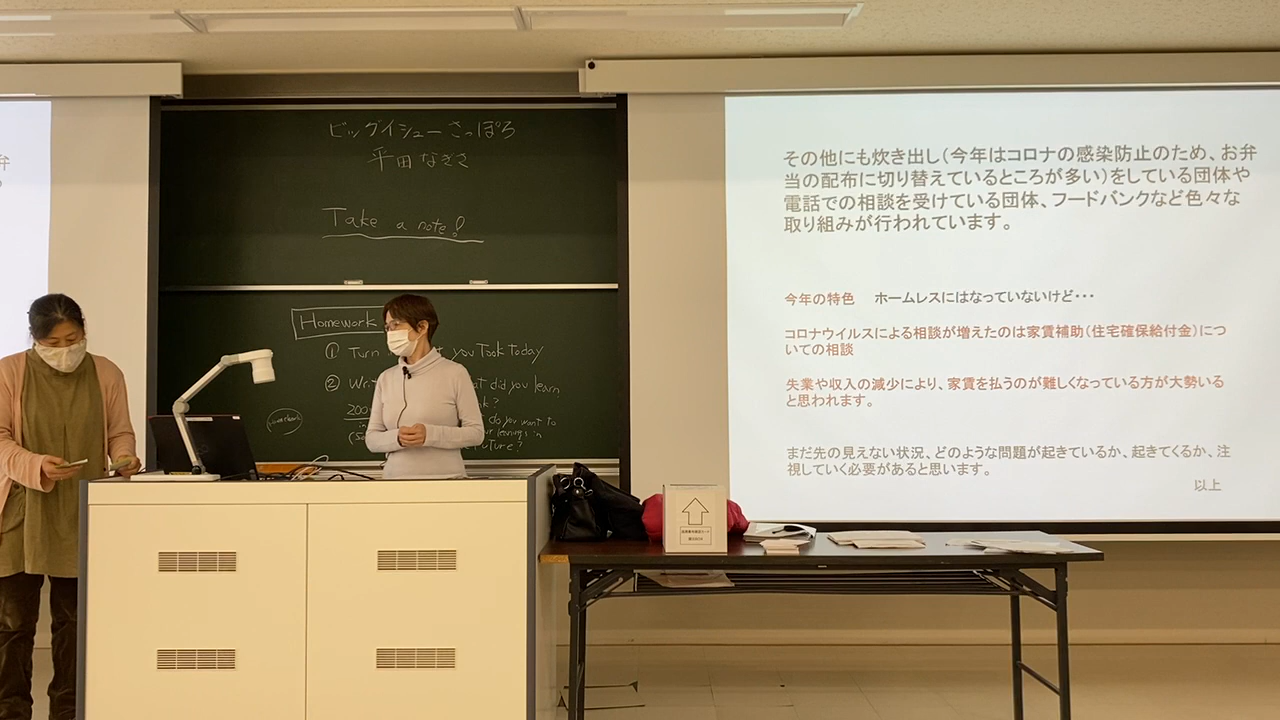 弁
ビッグイシューさっぽろ
平田なぎさ
Take a note!
Homework
① Turn you Took today
② at did you learn
200
do you want to
your learnings in
future?
その他にも炊き出し（今年はコロナの感染防止のため、お弁
当の配布に切り替えているところが多い）をしている団体や
電話での相談を受けている団体、フードバンクなど色々な
取り組みが行われています。
今年の特色　ホームレスにはなっていないけど・・・
コロナウイルスによる相談が増えたのは家賃補助（住宅確保給付金）につ
いての相談
失業や収入の減少により、家賃を払うのが難しくなっている方が大勢いる
と思われます。
まだ先の見えない状況、どのような問題が起きているか、起きてくるか、注
視していく必要があると思います。
以上